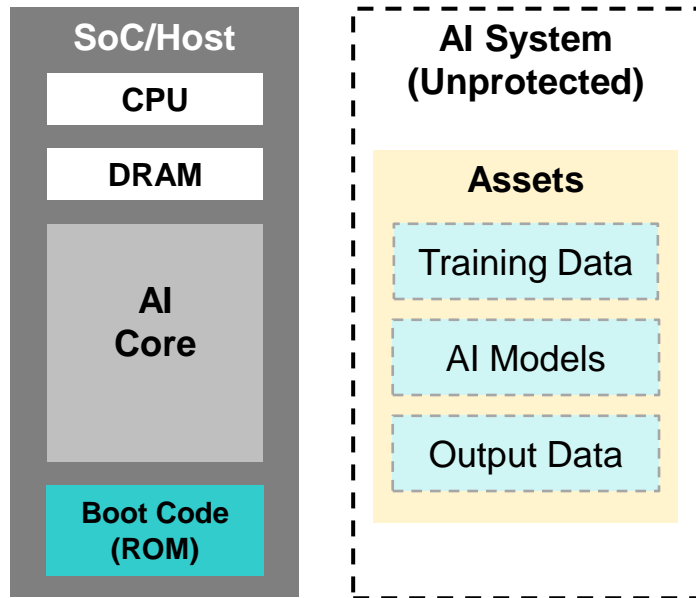 SoC/Host
CPU
DRAM
AI
Core
Boot Code
(ROM)
AI System
(Unprotected)
Assets
Training Data
AI Models
Output Data